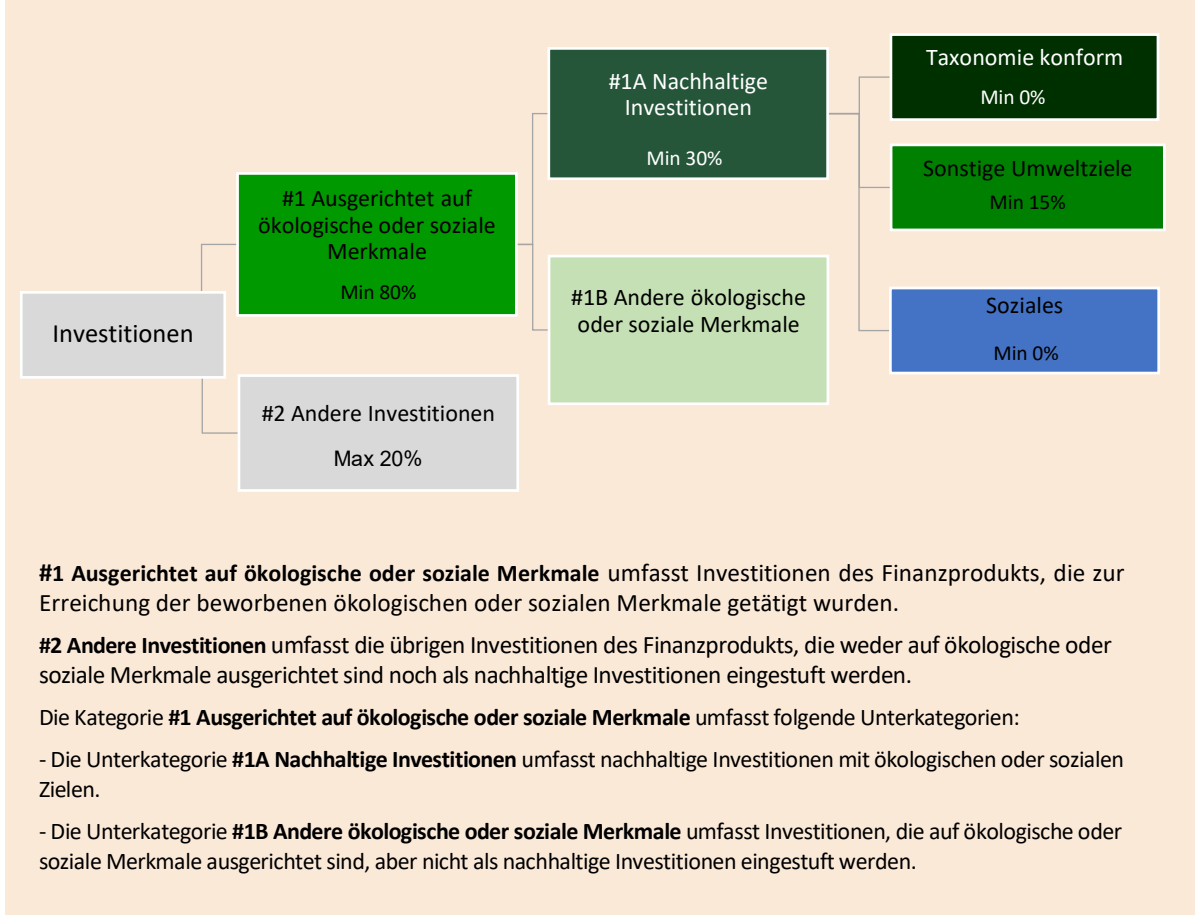 Investitionen
#1 Ausgerichtet auf
ökologische oder soziale
Merkmale
Min 80%
#2 Andere Investitionen
Max 20%
#1A Nachhaltige
Investitionen
Min 30%
#1B Andere ökologische
oder soziale Merkmale
Taxonomie konform
Min 0%
Sonstige Umweltziele
Min 15%
Soziales
Min 0%
#1 Ausgerichtet auf ökologische oder soziale Merkmale umfasst Investitionen des Finanzprodukts, die zur
Erreichung der beworbenen ökologischen oder sozialen Merkmale getätigt wurden.
#2 Andere Investitionen umfasst die übrigen Investitionen des Finanzprodukts, die weder auf ökologische oder
soziale Merkmale ausgerichtet sind noch als nachhaltige Investitionen eingestuft werden.
Die Kategorie #1 Ausgerichtet auf ökologische oder soziale Merkmale umfasst folgende Unterkategorien:
- Die Unterkategorie #1A Nachhaltige Investitionen umfasst nachhaltige Investitionen mit ökologischen oder sozialen
Zielen.
- Die Unterkategorie #1B Andere ökologische oder soziale Merkmale umfasst Investitionen, die auf ökologische oder
soziale Merkmale ausgerichtet sind, aber nicht als nachhaltige Investitionen eingestuft werden.